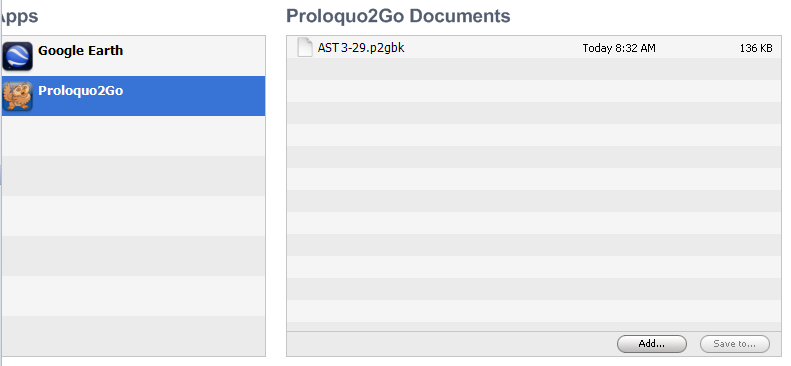 Apps
Proloquo2Go Documents
Google Earth
Proloquo2Go
AST 3-29.p2gbk Today 8:32 AM 136 KB
Add... Save to...